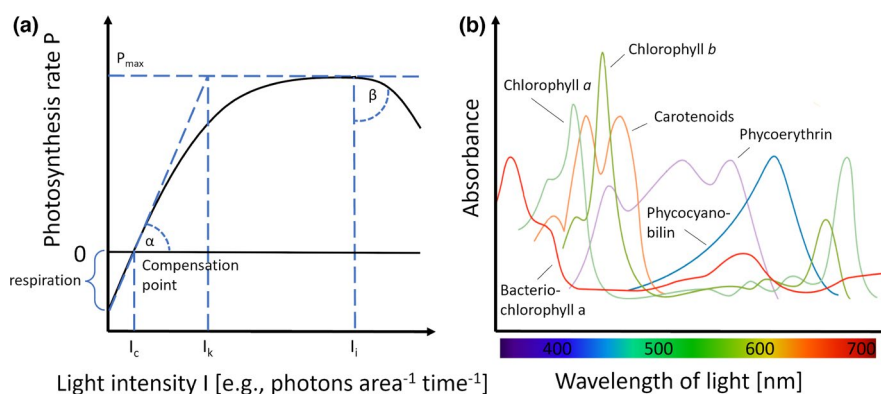 (a)
Photosynthesis rate P
Pmax
β
α
0
respiration
Compensation
point
Ic
Ik
Ii
Light intensity I [e.g., photons area⁻¹ time⁻¹]
(b)
Absorbance
Chlorophyll b
Chlorophyll a
Carotenoids
Phycoerythrin
Phycocyano-
bilin
Bacterio-
chlorophyll a
400 500 600 700
Wavelength of light [nm]